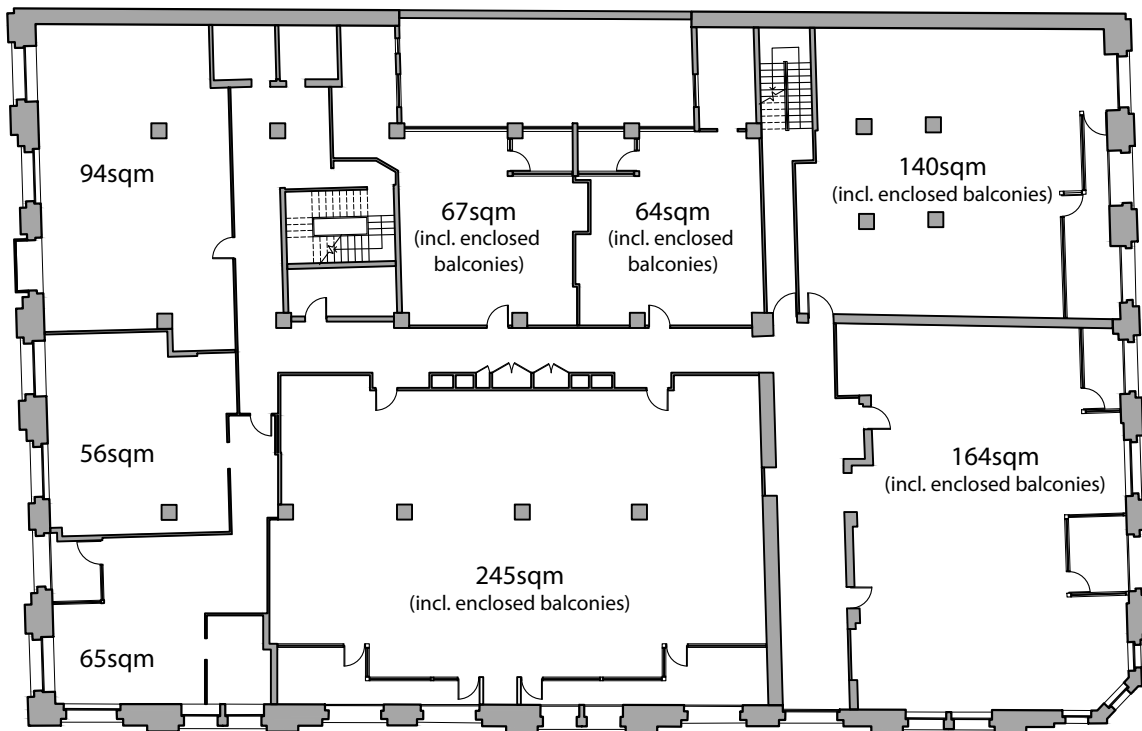 94sqm
67sqm
(incl. enclosed
balconies)
64sqm
(incl. enclosed
balconies)
140sqm
(incl. enclosed balconies)
56sqm
164sqm
(incl. enclosed balconies)
245sqm
(incl. enclosed balconies)
65sqm